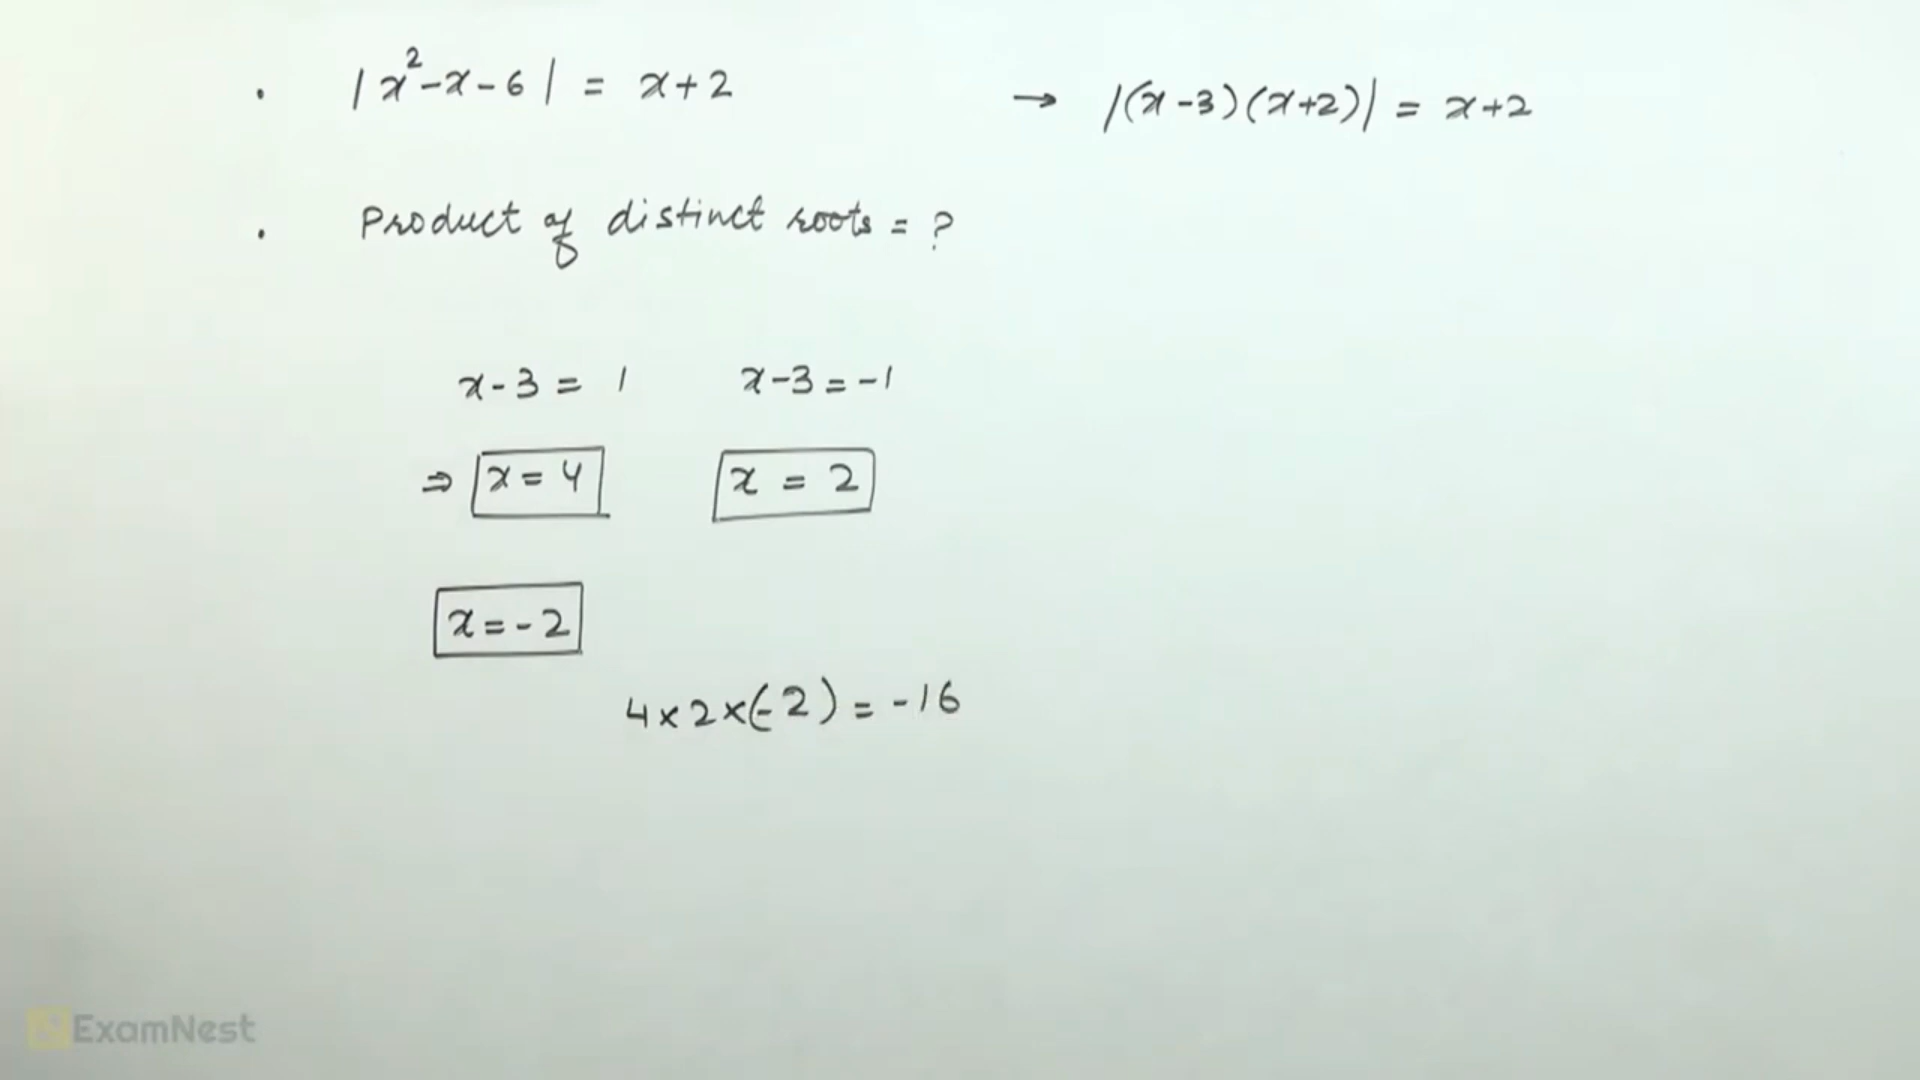 . |x²-x-6| = x+2 → |(x-3)(x+2)| = x+2
. Product of distinct roots = ?
x-3 = 1 x-3 = -1
⇒ x = 4 x = 2
x = -2
4×2×(-2) = -16
ExamNest